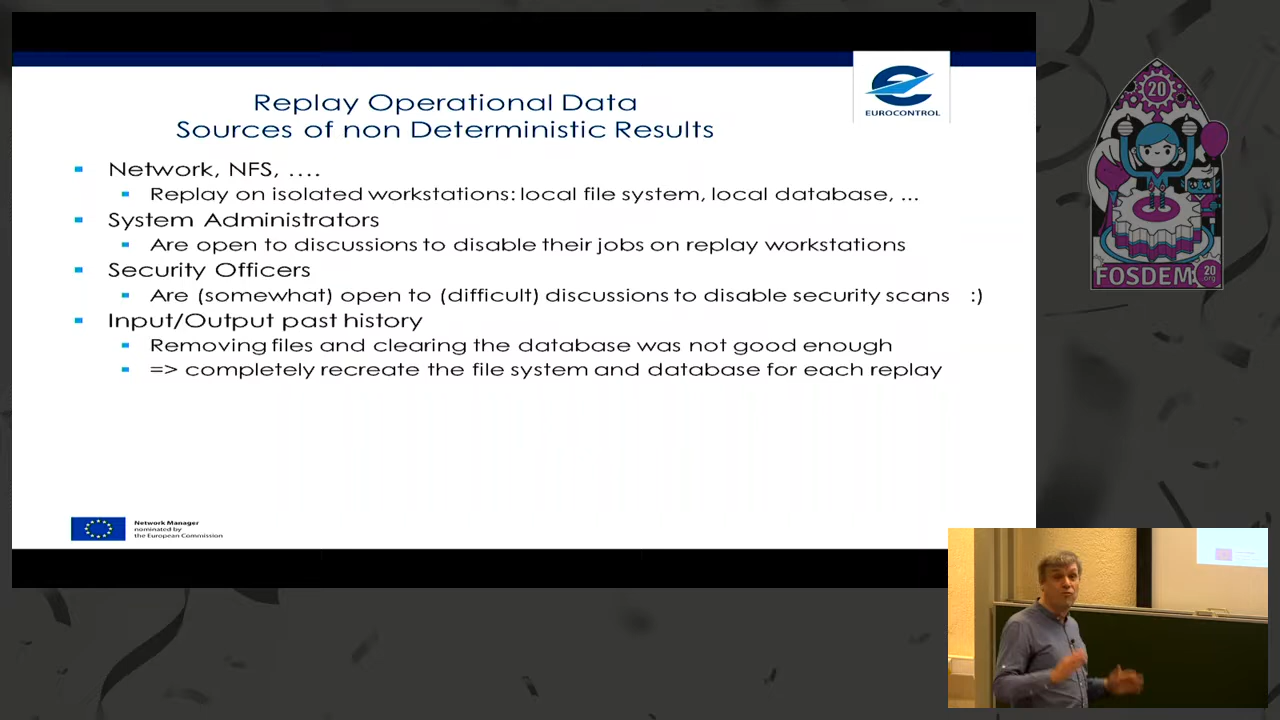 Replay Operational Data
Sources of non Deterministic Results
EUROCONTROL
Network, NFS, ....
Replay on isolated workstations: local file system, local database, ...
System Administrators
Are open to discussions to disable their jobs on replay workstations
Security Officers
Are (somewhat) open to (difficult) discussions to disable security scans :)
Input/Output past history
Removing files and clearing the database was not good enough
=> completely recreate the file system and database for each replay
Network Manager
nominated by
the European Commission
20
FOSDEM
20
.org